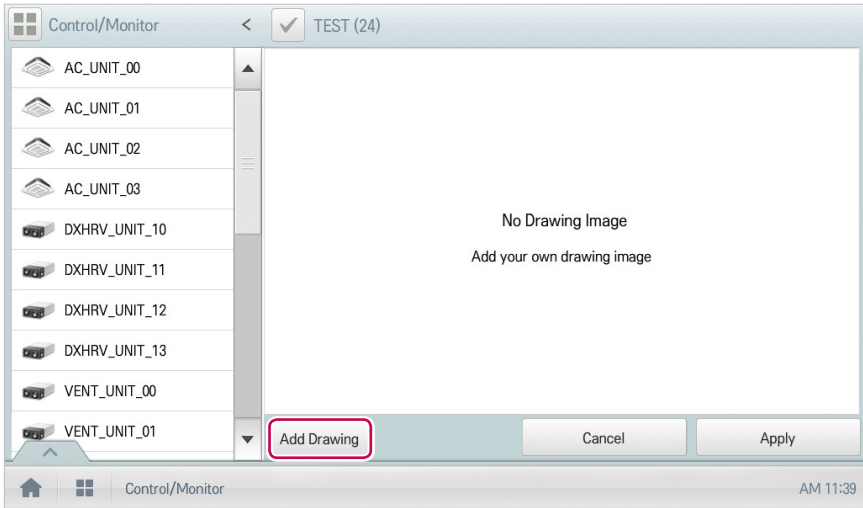 Control/Monitor
<
TEST (24)
AC_UNIT_00
AC_UNIT_01
AC_UNIT_02
AC_UNIT_03
DXHRV_UNIT_10
DXHRV_UNIT_11
DXHRV_UNIT_12
DXHRV_UNIT_13
VENT_UNIT_00
VENT_UNIT_01
No Drawing Image
Add your own drawing image
Add Drawing
Cancel
Apply
Control/Monitor
AM 11:39